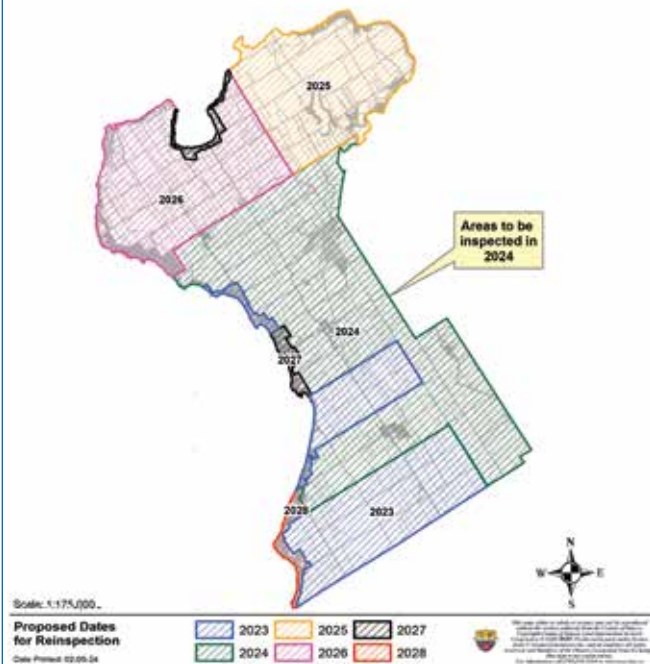 2025
2026
Areas to be
inspected in
2024
2024
2027
2028
2023
N
W E
S
Scale: 1:175,000
Proposed Dates
for Reinspection
2023
2025
2027
2024
2026
2028
Date Printed: 02.05.24